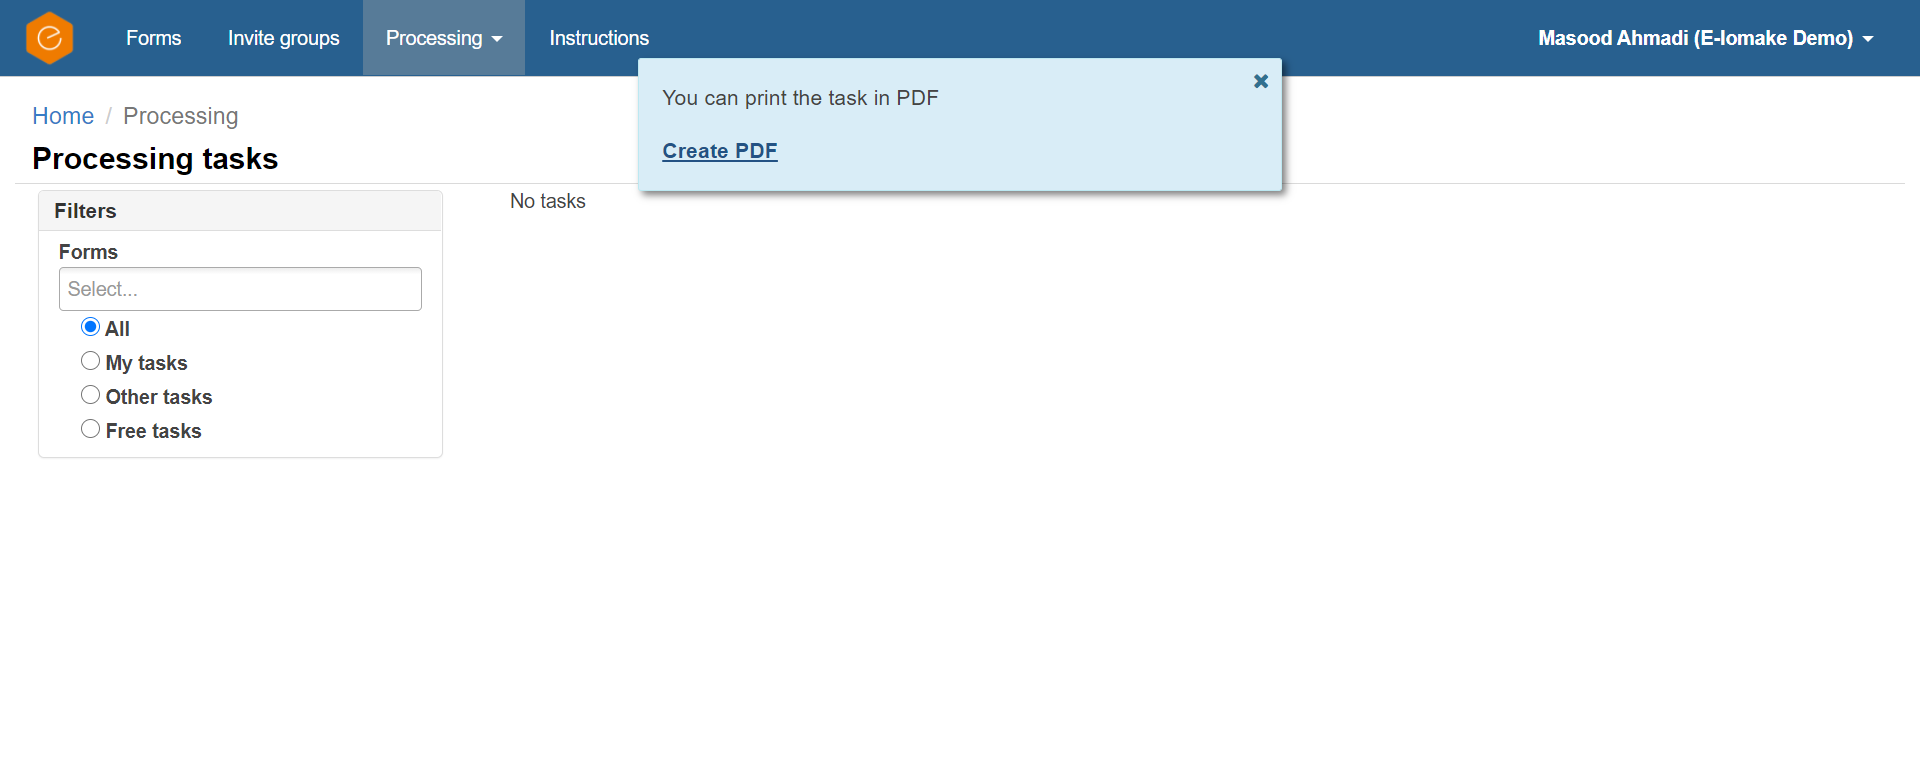 Forms Invite groups Processing Instructions Masood Ahmadi (E-lomake Demo)
You can print the task in PDF
Create PDF
Home / Processing
Processing tasks
Filters
Forms
Select...
All
My tasks
Other tasks
Free tasks
No tasks